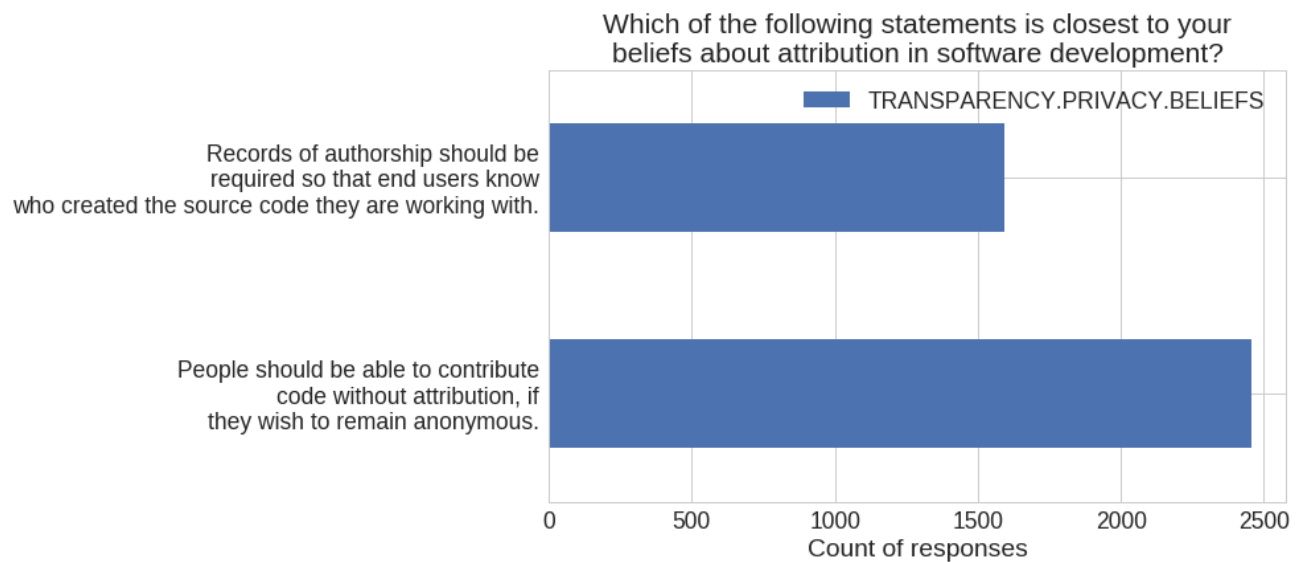 Which of the following statements is closest to your
beliefs about attribution in software development?
TRANSPARENCY.PRIVACY.BELIEFS
Records of authorship should be
required so that end users know
who created the source code they are working with.
People should be able to contribute
code without attribution, if
they wish to remain anonymous.
0 500 1000 1500 2000 2500
Count of responses